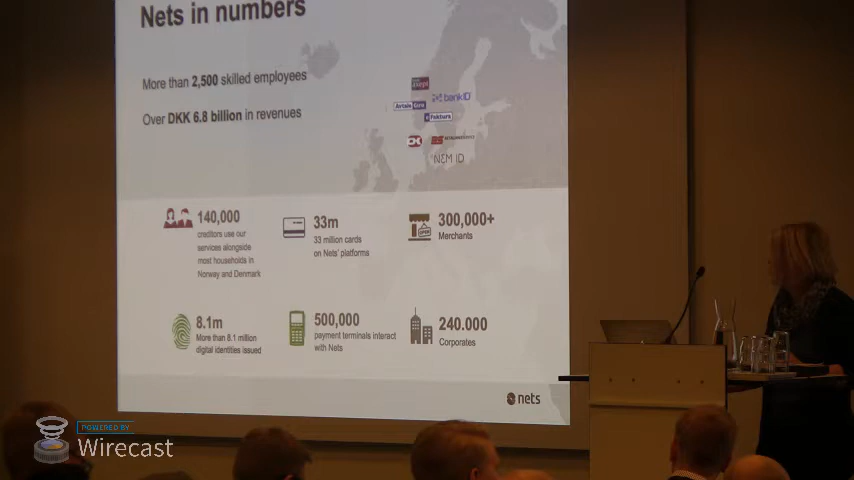 Nets in numbers
More than 2,500 skilled employees
Over DKK 6.8 billion in revenues
bankID
NEM ID
140,000
creditors use our
services alongside
most households in
Norway and Denmark
33m
33 million cards
on Nets' platforms
300,000+
Merchants
OPEN
8.1m
More than 8.1 million
digital identities issued
500,000
payment terminals interact
with Nets
240.000
Corporates
nets
POWERED BY
Wirecast